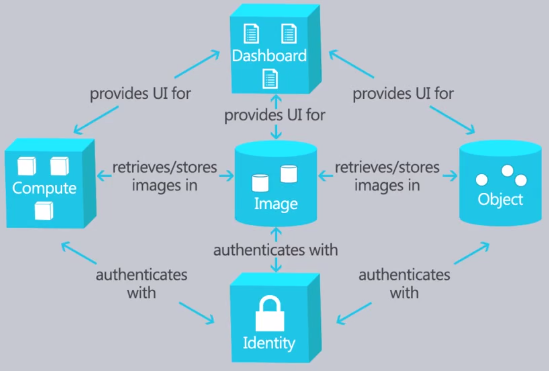 Dashboard
provides UI for
provides UI for
provides UI for
Compute
retrieves/stores
images in
Image
retrieves/stores
images in
Object
authenticates with
authenticates
with
authenticates
with
Identity